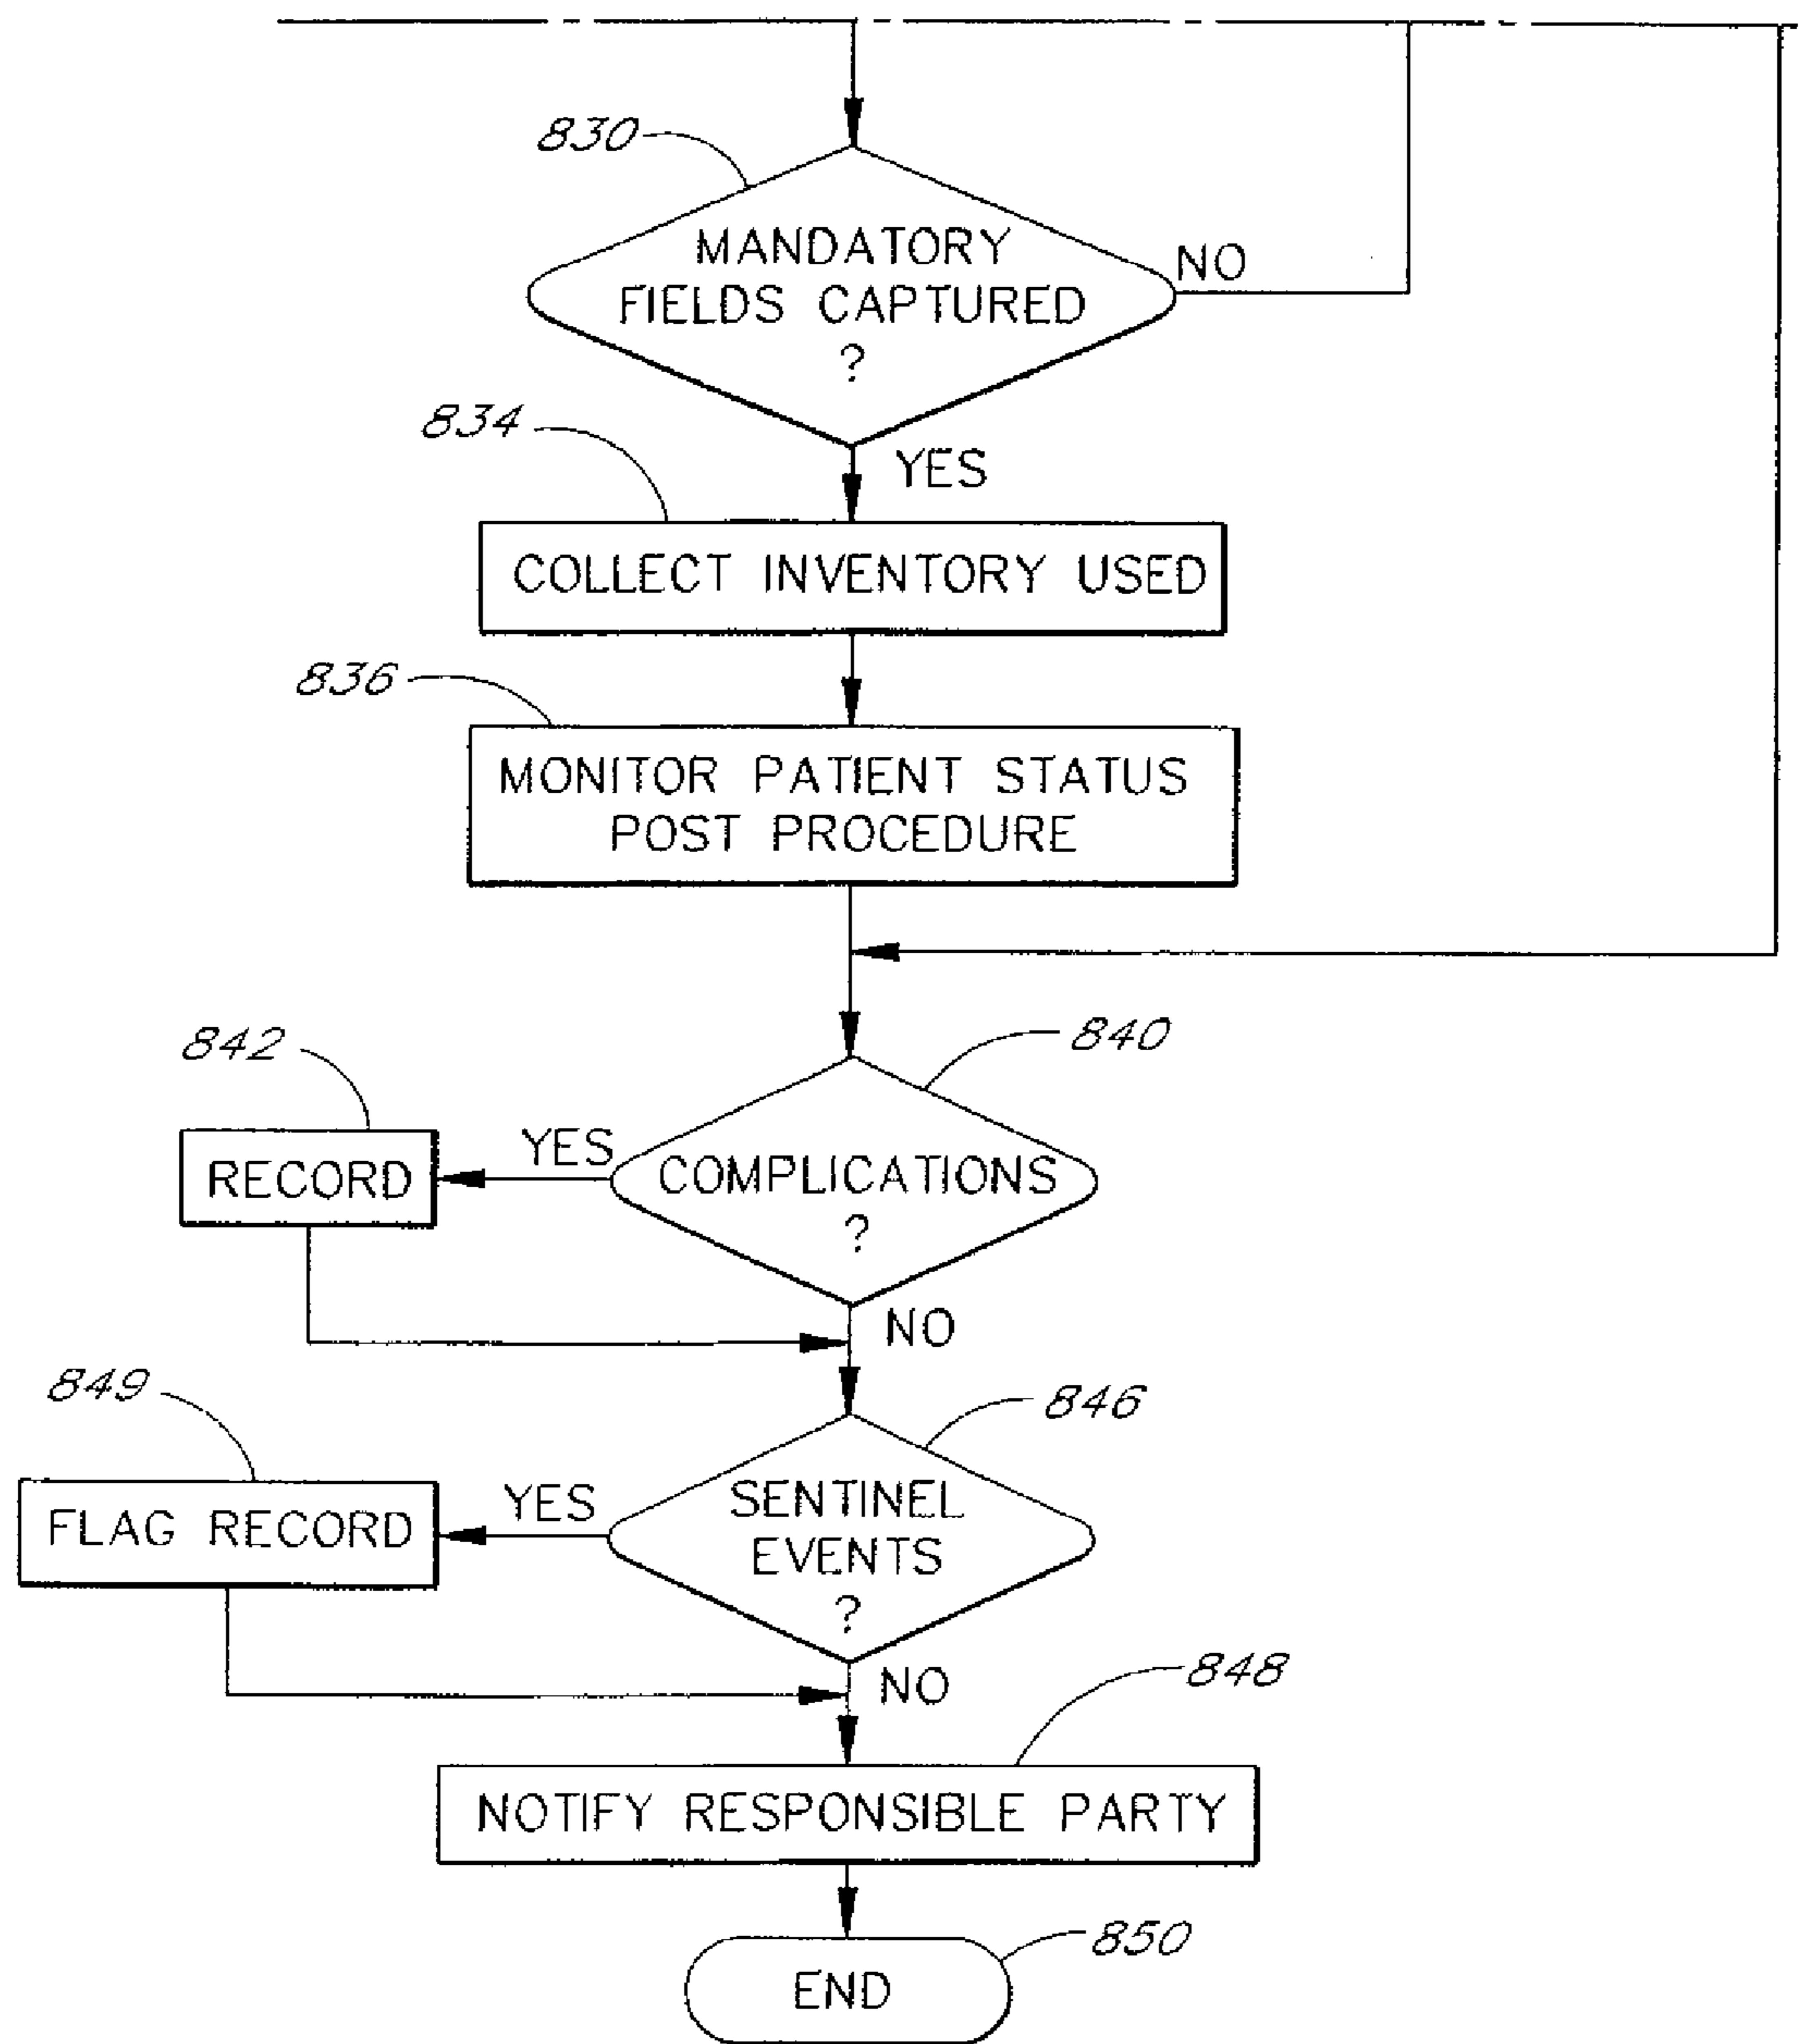 830
MANDATORY
FIELDS CAPTURED
?
NO
834
YES
COLLECT INVENTORY USED
836
MONITOR PATIENT STATUS
POST PROCEDURE
840
842
YES
RECORD
COMPLICATIONS
?
NO
849
846
YES
FLAG RECORD
SENTINEL
EVENTS
?
NO
848
NOTIFY RESPONSIBLE PARTY
850
END